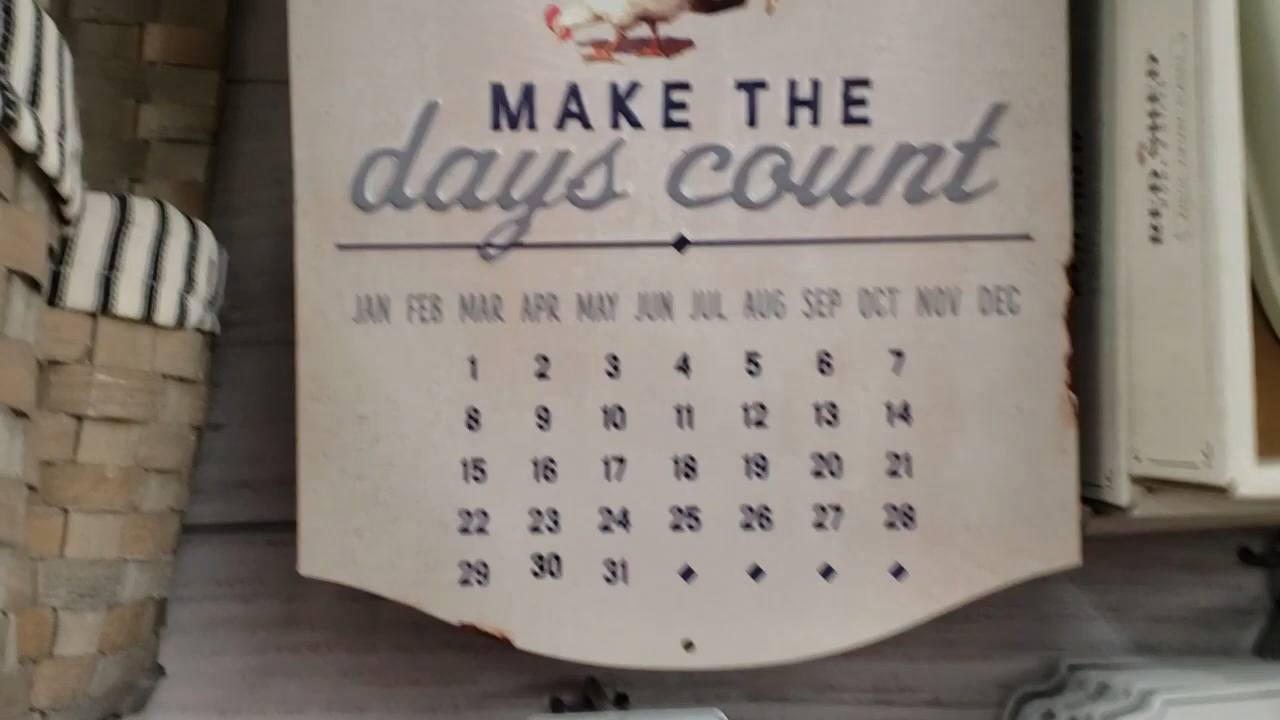 MAKE THE
days count
JAN FEB MAR APR MAY JUN JUL AUG SEP OCT NOV DEC
1 2 3 4 5 6 7
8 9 10 11 12 13 14
15 16 17 18 19 20 21
22 23 24 25 26 27 28
29 30 31